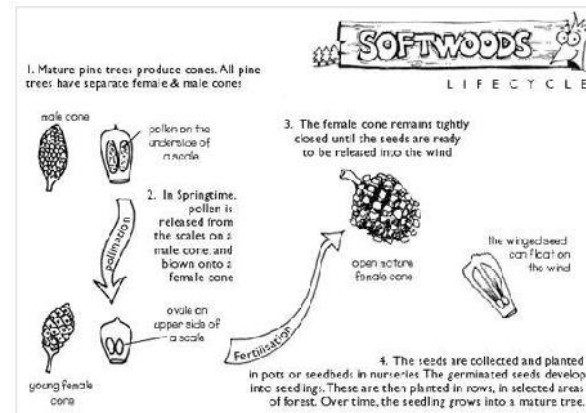 SOFTWOODS
LIFECYCLE
1. Mature pine trees produce cones. All pine
trees have separate female & male cones
male cone
pollen on the
underside of
a scale
2. In Springtime,
pollen is
released from
the scales on a
male cone, and
blown onto a
female cone
pollination
young female
cone
ovule on
upper side of
a scale
Fertilisation
3. The female cone remains tightly
closed until the seeds are ready
to be released into the wind
open mature
female cone
the winged seed
can float on
the wind
4. The seeds are collected and planted
in pots or seedbeds in nurseries The germinated seeds develop
into seedlings. These are then planted in rows, in selected areas
of forest. Over time, the seedling grows into a mature tree.